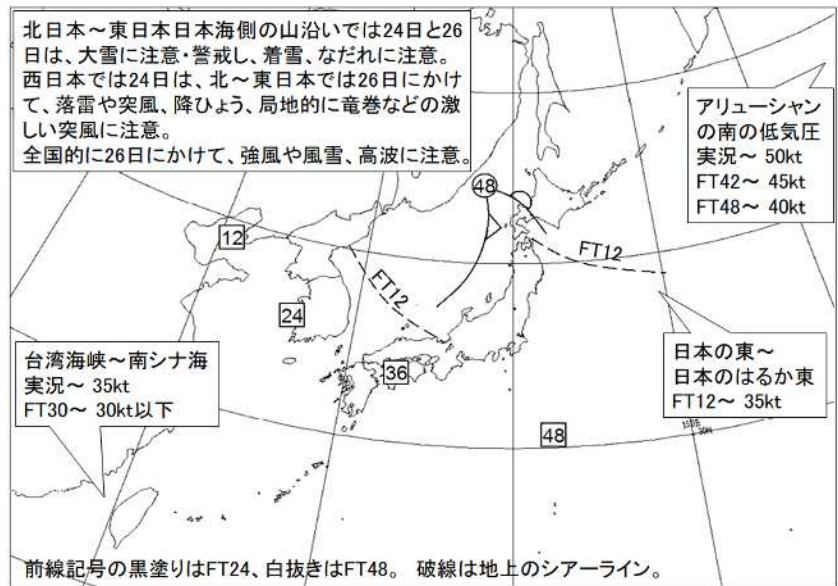 北日本～東日本日本海側の山沿いでは24日と26
日は、大雪に注意・警戒し、着雪、なだれに注意。
西日本では24日は、北～東日本では26日にかけ
て、落雷や突風、降ひょう、局地的に竜巻などの激
しい突風に注意。
全国的に26日にかけて、強風や風雪、高波に注意。
アリューシャン
の南の低気圧
実況～ 50kt
FT42～ 45kt
FT48～ 40kt
48
12
FT12
FT12
24
台湾海峡～南シナ海
実況～ 35kt
FT30～ 30kt以下
日本の東～
日本のはるか東
FT12～ 35kt
36
48
150E
30N
前線記号の黒塗りはFT24、白抜きはFT48。 破線は地上のシアーライン。